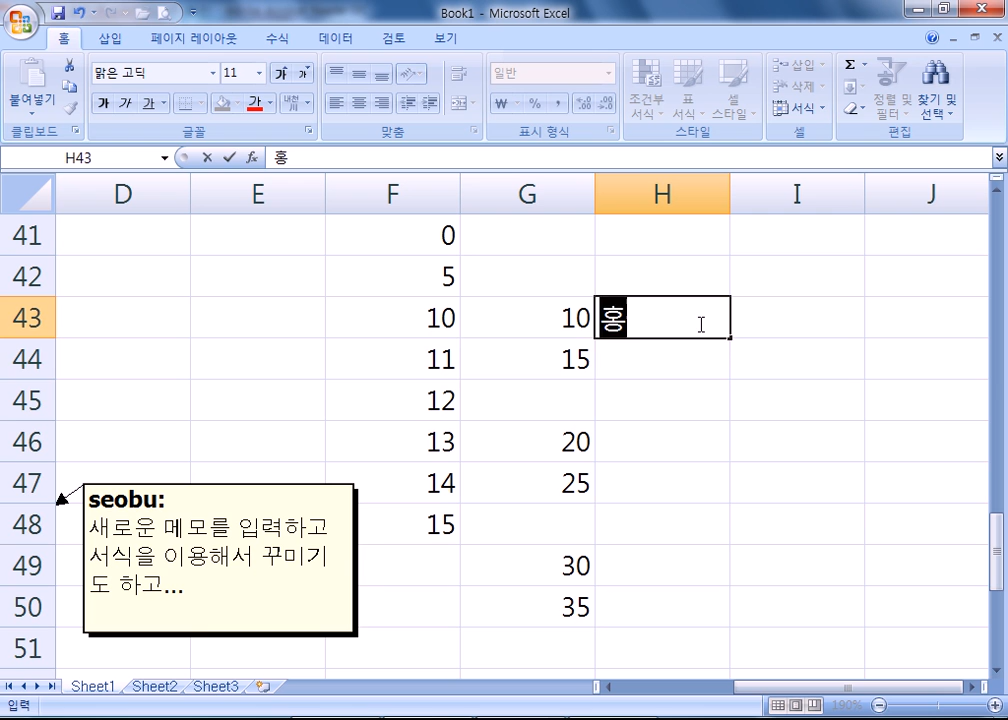 Book1 - Microsoft Excel
홈 삽입 페이지 레이아웃 수식 데이터 검토 보기
붙여넣기
클립보드
맑은 고딕 11
가 가 가
글꼴
맞춤
일반
표시 형식
조건부 서식
표 서식
셀 스타일
스타일
삽입
삭제
서식
셀
정렬 및 필터
찾기 및 선택
편집
H43 fx 홍
D E F G H I J
41 0
42 5
43 10 10 홍
44 11 15
45 12
46 13 20
47 14 25
48 15
49 30
50 35
51
seobu:
새로운 메모를 입력하고
서식을 이용해서 꾸미기
도 하고...
Sheet1 Sheet2 Sheet3
입력 190%